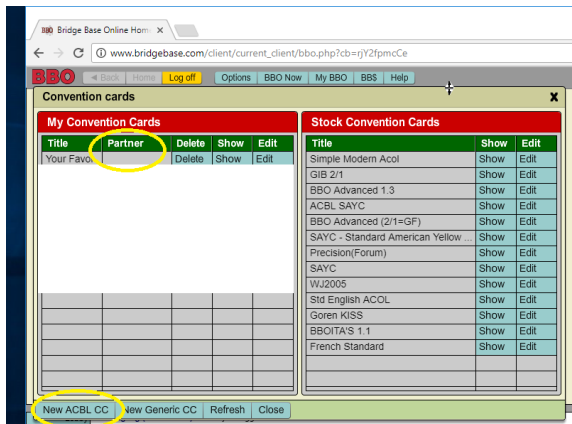 BBO Bridge Base Online Hom X
www.bridgebase.com/client/current_client/bbo.php?cb=rjY2fpmcCe
BBO Back Home Log off Options BBO Now My BBO BB$ Help
Convention cards X
My Convention Cards
Title Partner Delete Show Edit
Your Favor Delete Show Edit
Stock Convention Cards
Title Show Edit
Simple Modern Acol Show Edit
GIB 2/1 Show Edit
BBO Advanced 1.3 Show Edit
ACBL SAYC Show Edit
BBO Advanced (2/1=GF) Show Edit
SAYC - Standard American Yellow ... Show Edit
Precision(Forum) Show Edit
SAYC Show Edit
WJ2005 Show Edit
Std English ACOL Show Edit
Goren KISS Show Edit
BBOITA'S 1.1 Show Edit
French Standard Show Edit
New ACBL CC New Generic CC Refresh Close